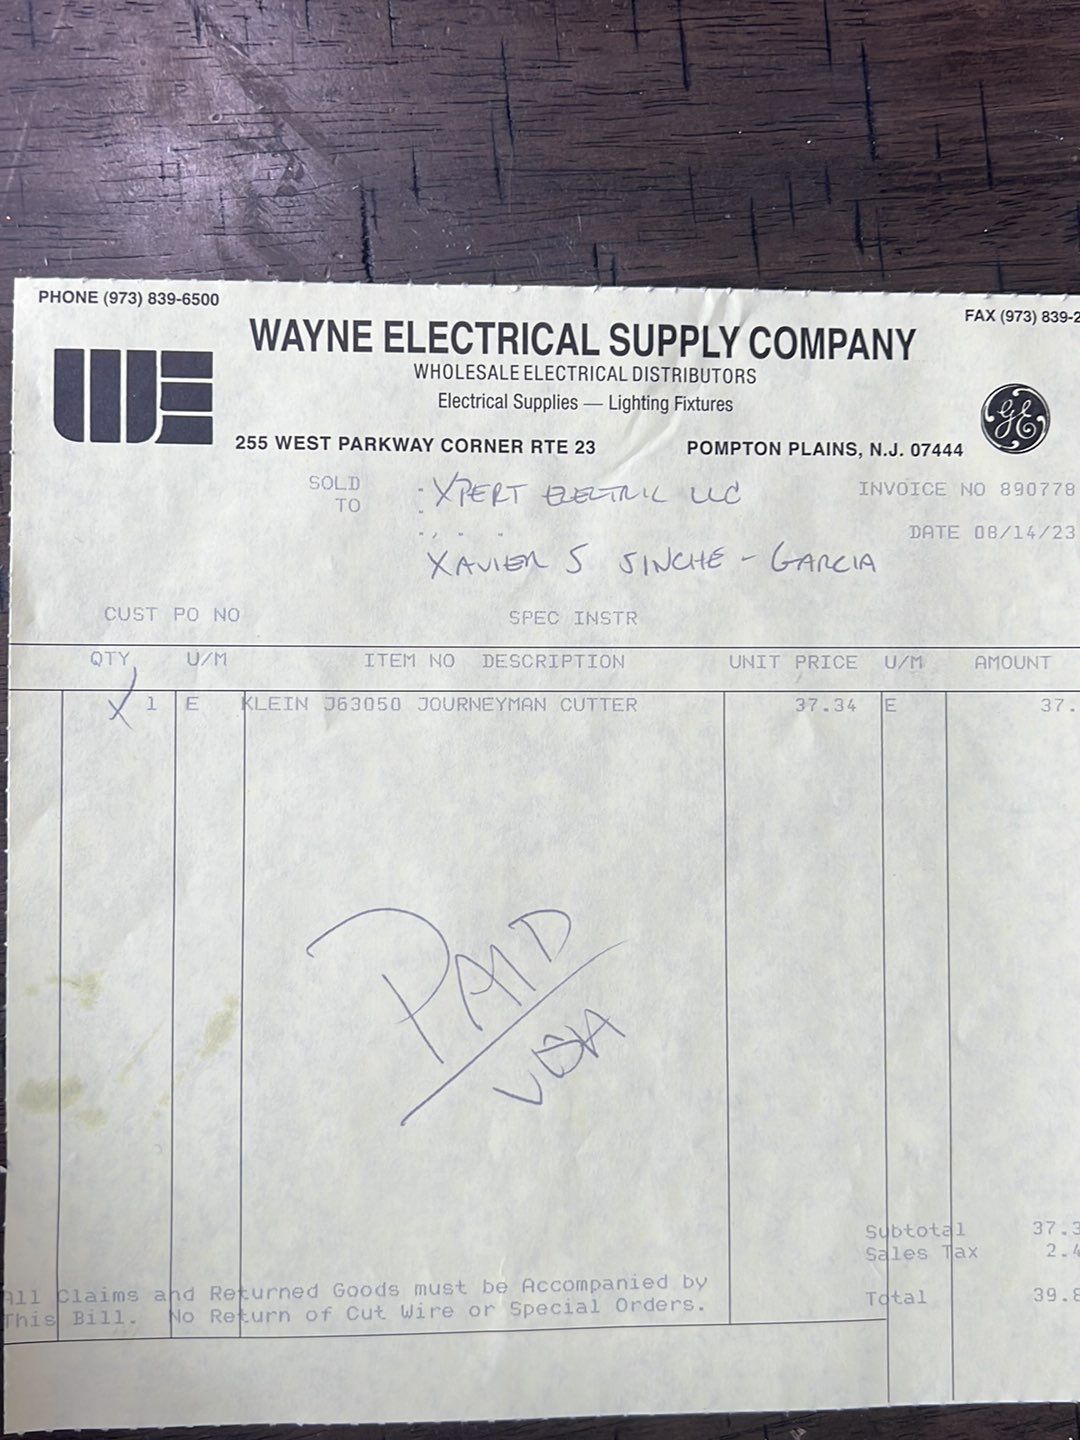 PHONE (973) 839-6500
FAX (973) 839-2
WAYNE ELECTRICAL SUPPLY COMPANY
WHOLESALE ELECTRICAL DISTRIBUTORS
Electrical Supplies — Lighting Fixtures
WE
GE
255 WEST PARKWAY CORNER RTE 23 POMPTON PLAINS, N.J. 07444
SOLD TO : XPERT ELECTRIC LLC
INVOICE NO 890778
DATE 08/14/23
XAVIER S SINCHE - GARCIA
CUST PO NO SPEC INSTR
QTY U/M ITEM NO DESCRIPTION UNIT PRICE U/M AMOUNT
X 1 E KLEIN J63050 JOURNEYMAN CUTTER 37.34 E 37.
PAID
VISA
Subtotal 37.3
Sales Tax 2.4
Total 39.8
All Claims and Returned Goods must be Accompanied by
This Bill. No Return of Cut Wire or Special Orders.